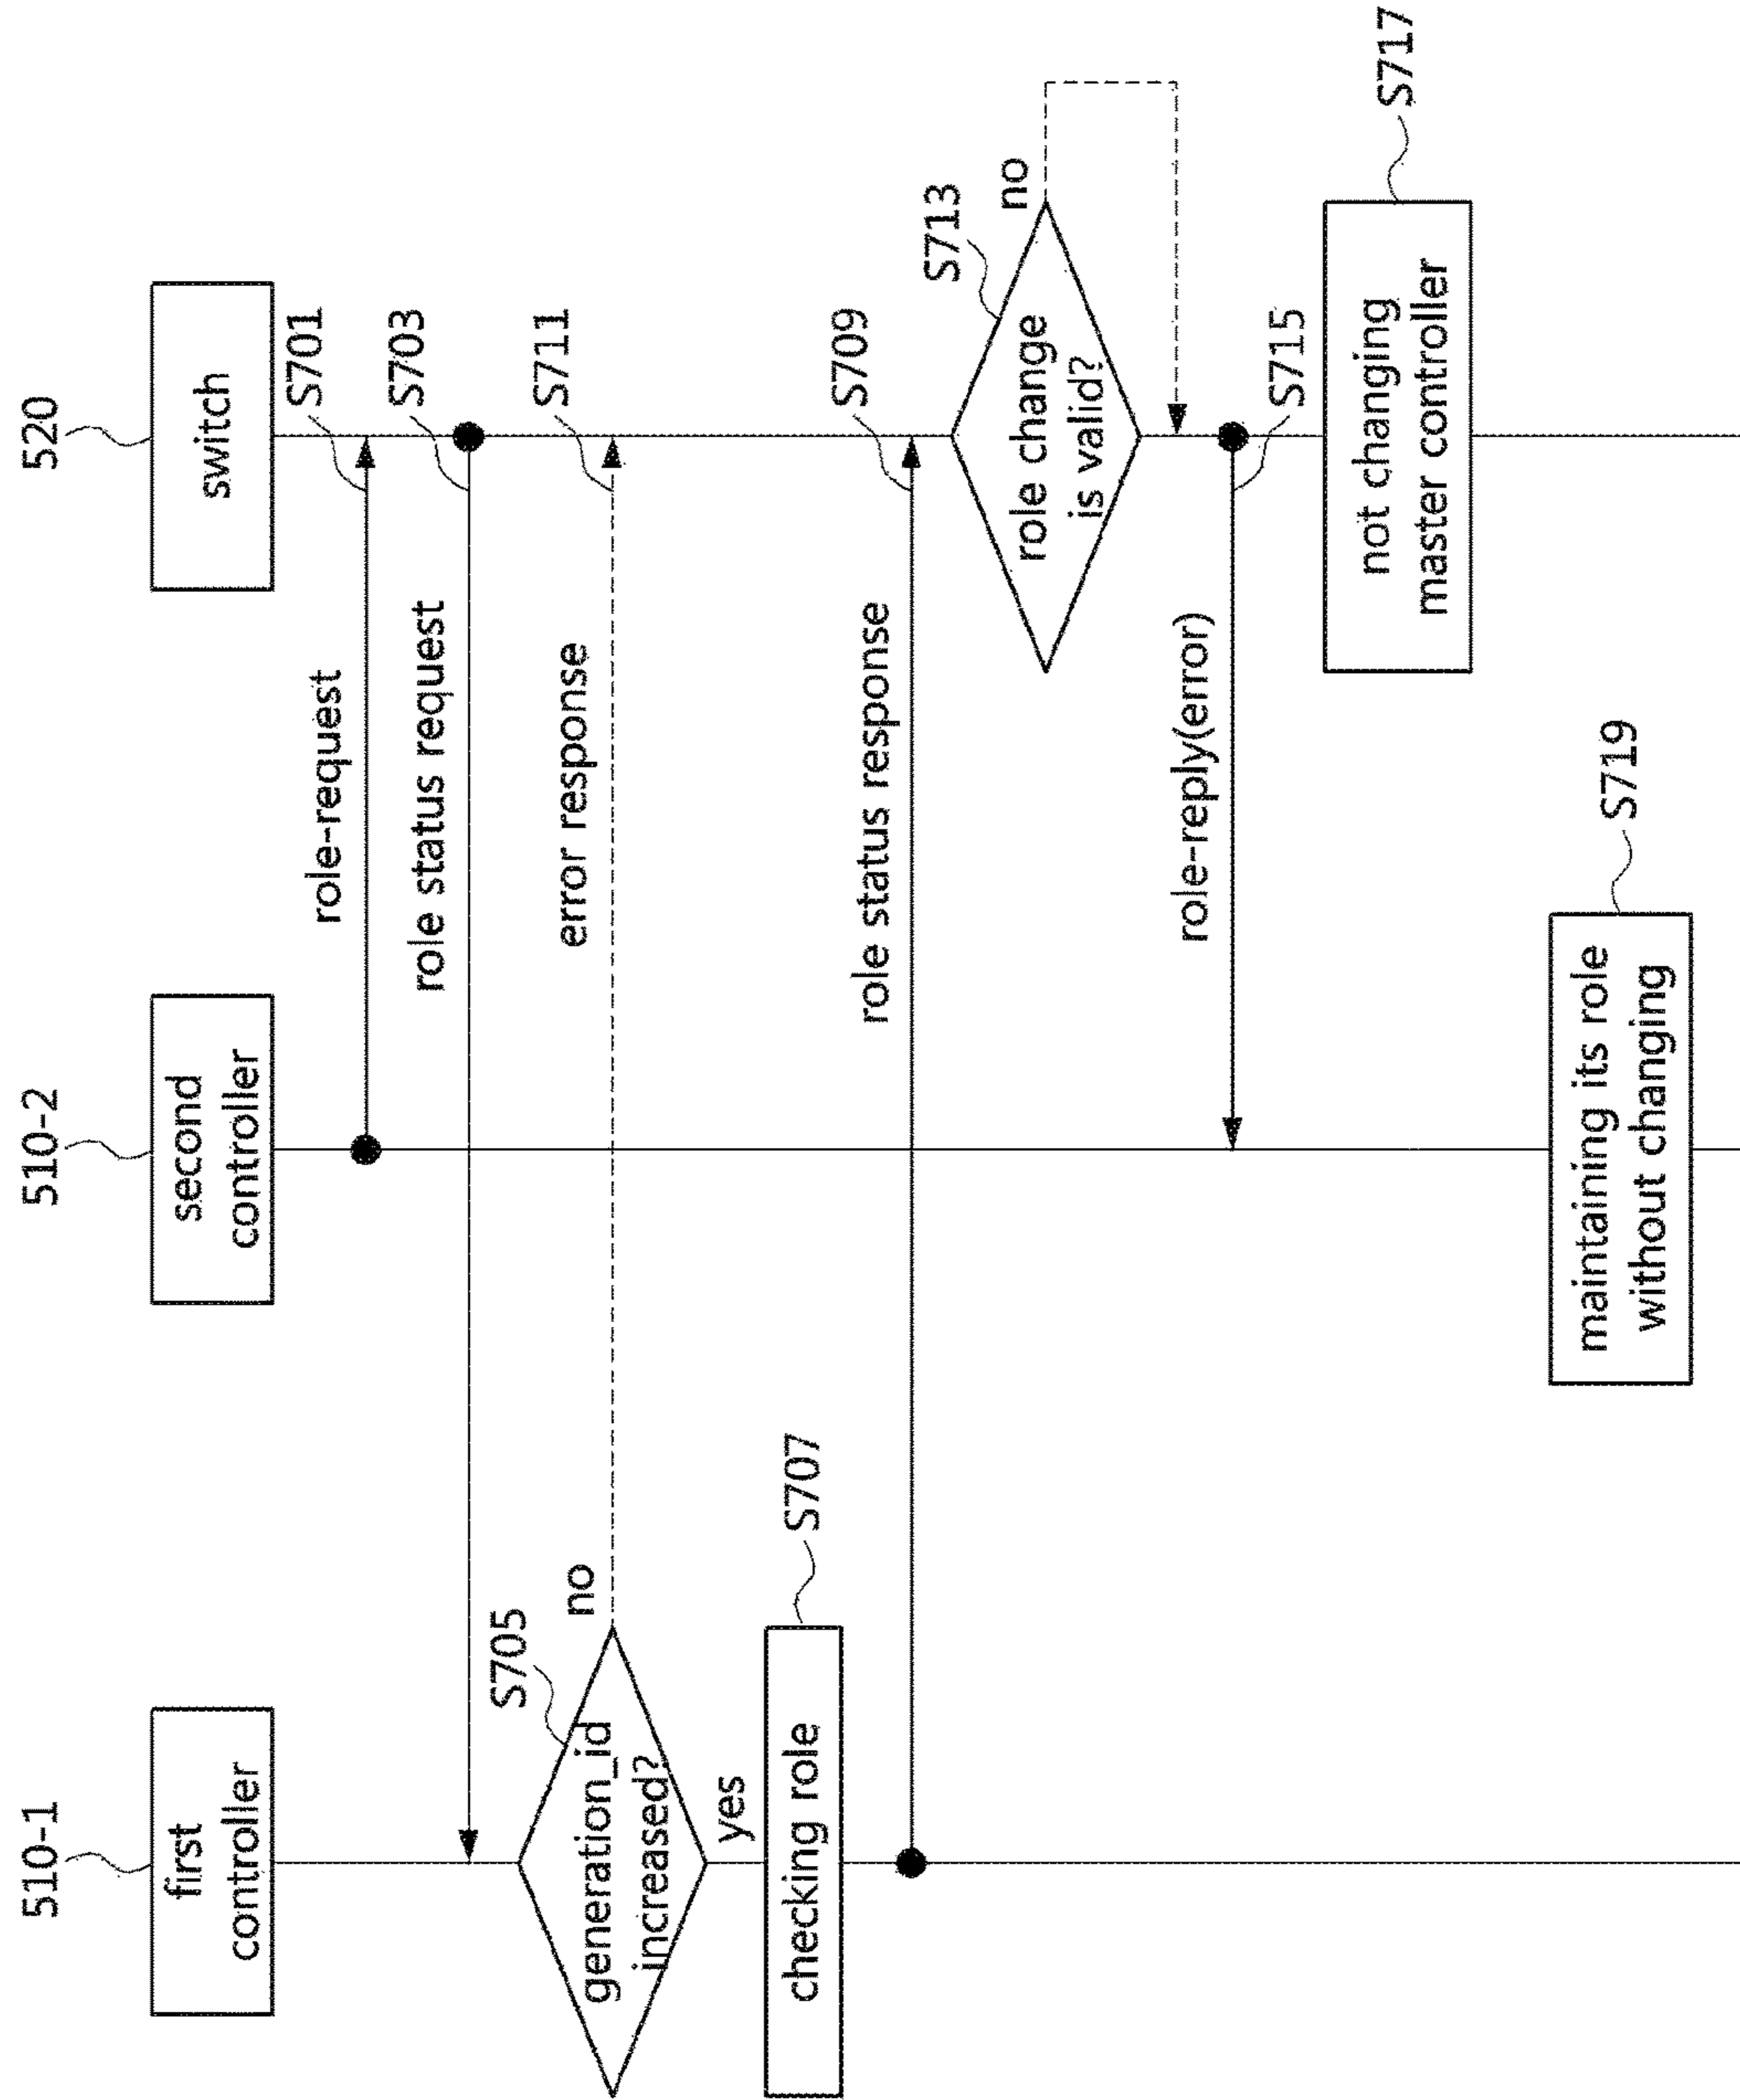 510-1
510-2
520
first
controller
second
controller
switch
S701
role-request
S703
role status request
S705
generation_id
increased?
no
error response
S711
yes
checking role
S707
role status response
S709
S713
role change
is valid?
no
role-reply(error)
S715
not changing
master controller
S717
maintaining its role
without changing
S719